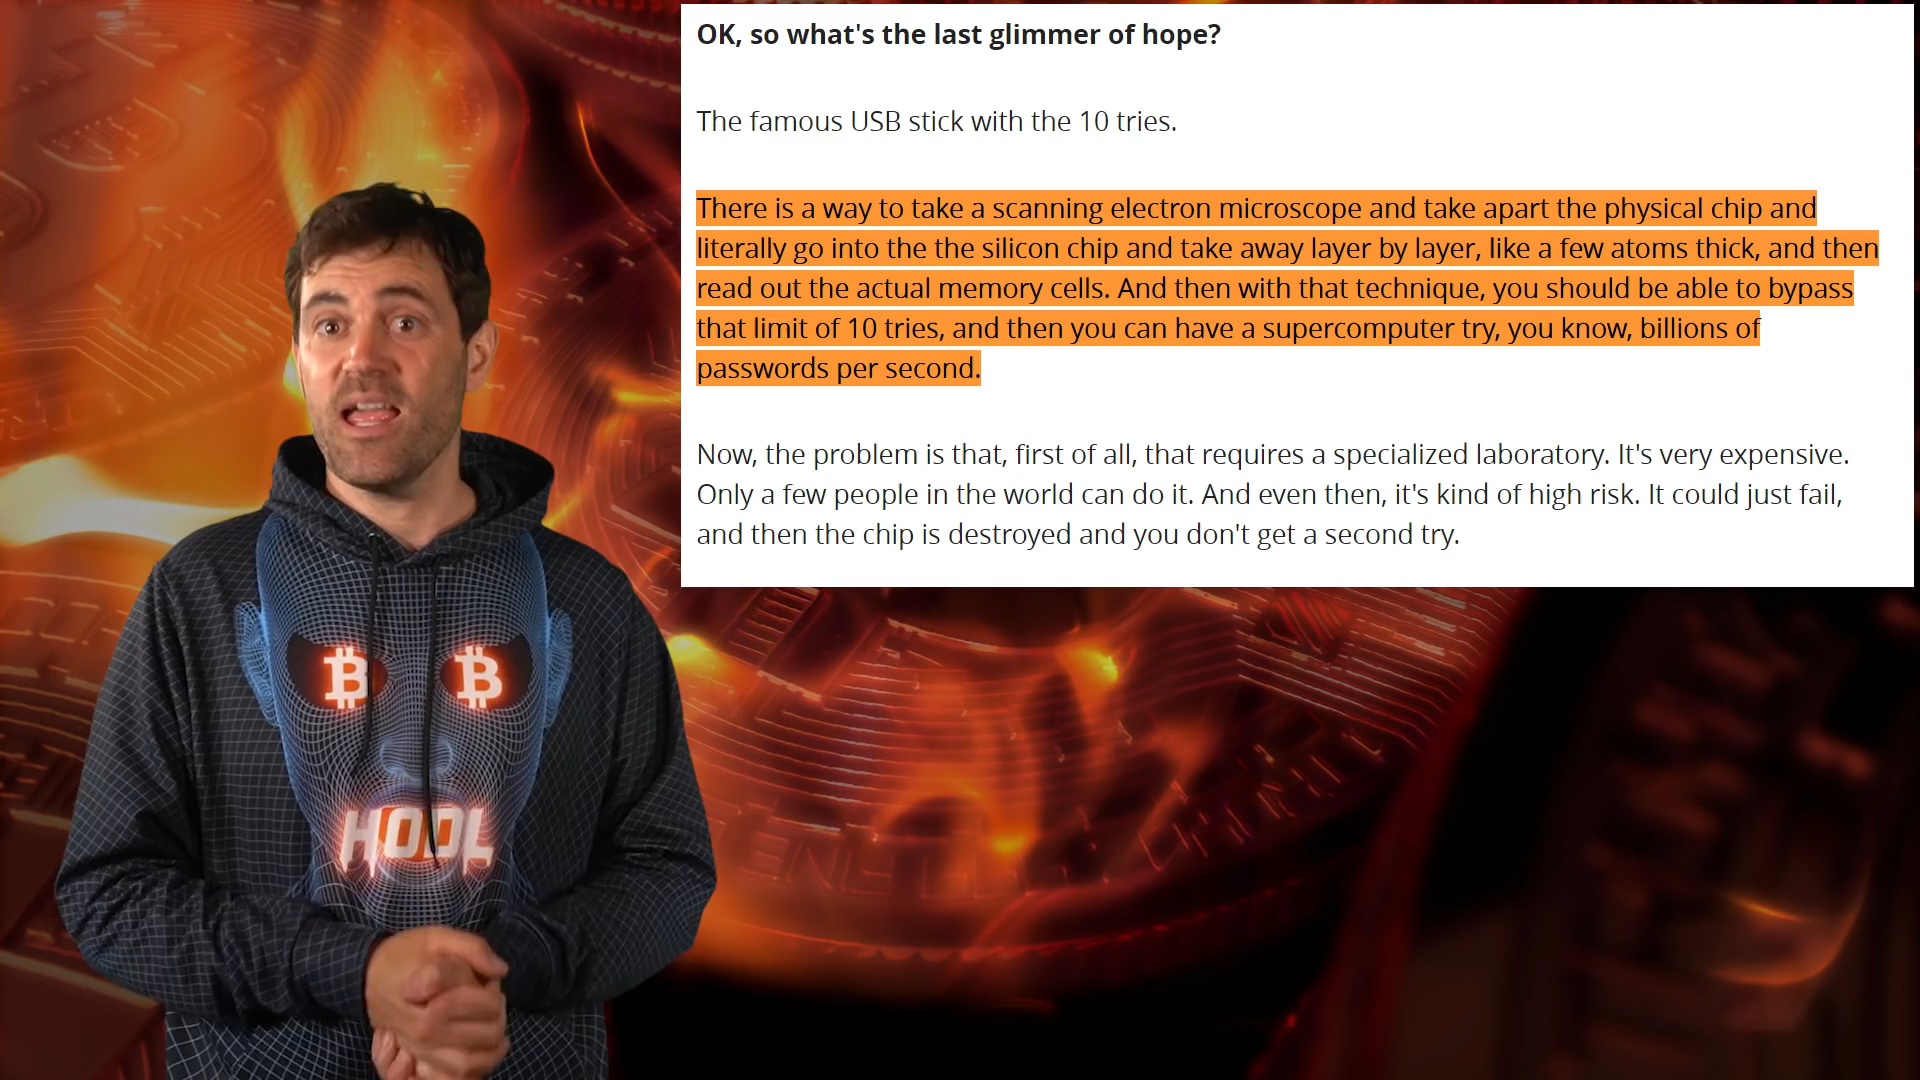 OK, so what's the last glimmer of hope?
The famous USB stick with the 10 tries.
There is a way to take a scanning electron microscope and take apart the physical chip and
literally go into the the silicon chip and take away layer by layer, like a few atoms thick, and then
read out the actual memory cells. And then with that technique, you should be able to bypass
that limit of 10 tries, and then you can have a supercomputer try, you know, billions of
passwords per second.
Now, the problem is that, first of all, that requires a specialized laboratory. It's very expensive.
Only a few people in the world can do it. And even then, it's kind of high risk. It could just fail,
and then the chip is destroyed and you don't get a second try.
HODL